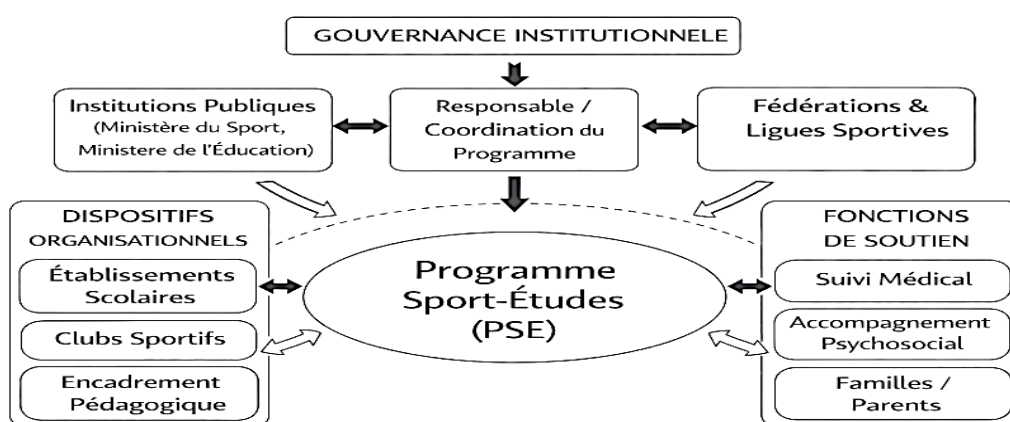 GOUVERNANCE INSTITUTIONNELE
Institutions Publiques
(Ministère du Sport,
Ministere de l'Éducation)
Responsable /
Coordination du
Programme
Fédérations &
Ligues Sportives
DISPOSITIFS
ORGANISATIONNELS
Établissements
Scolaires
Clubs Sportifs
Encadrement
Pédagogique
Programme
Sport-Études
(PSE)
FONCTIONS
DE SOUTIEN
Suivi Médical
Accompagnement
Psychosocial
Familles /
Parents